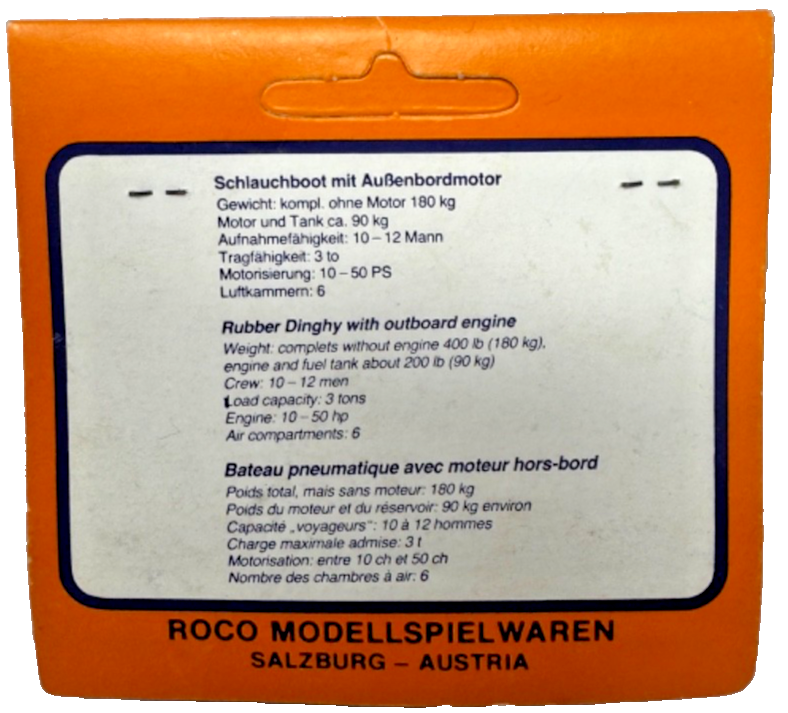 Schlauchboot mit Außenbordmotor
Gewicht: kompl. ohne Motor 180 kg
Motor und Tank ca. 90 kg
Aufnahmefähigkeit: 10 – 12 Mann
Tragfähigkeit: 3 to
Motorisierung: 10 – 50 PS
Luftkammern: 6
Rubber Dinghy with outboard engine
Weight: complets without engine 400 lb (180 kg),
engine and fuel tank about 200 lb (90 kg)
Crew: 10 – 12 men
Load capacity: 3 tons
Engine: 10 – 50 hp
Air compartments: 6
Bateau pneumatique avec moteur hors-bord
Poids total, mais sans moteur: 180 kg
Poids du moteur et du réservoir: 90 kg environ
Capacité „voyageurs“: 10 à 12 hommes
Charge maximale admise: 3 t
Motorisation: entre 10 ch et 50 ch
Nombre des chambres à air: 6
ROCO MODELLSPIELWAREN
SALZBURG – AUSTRIA